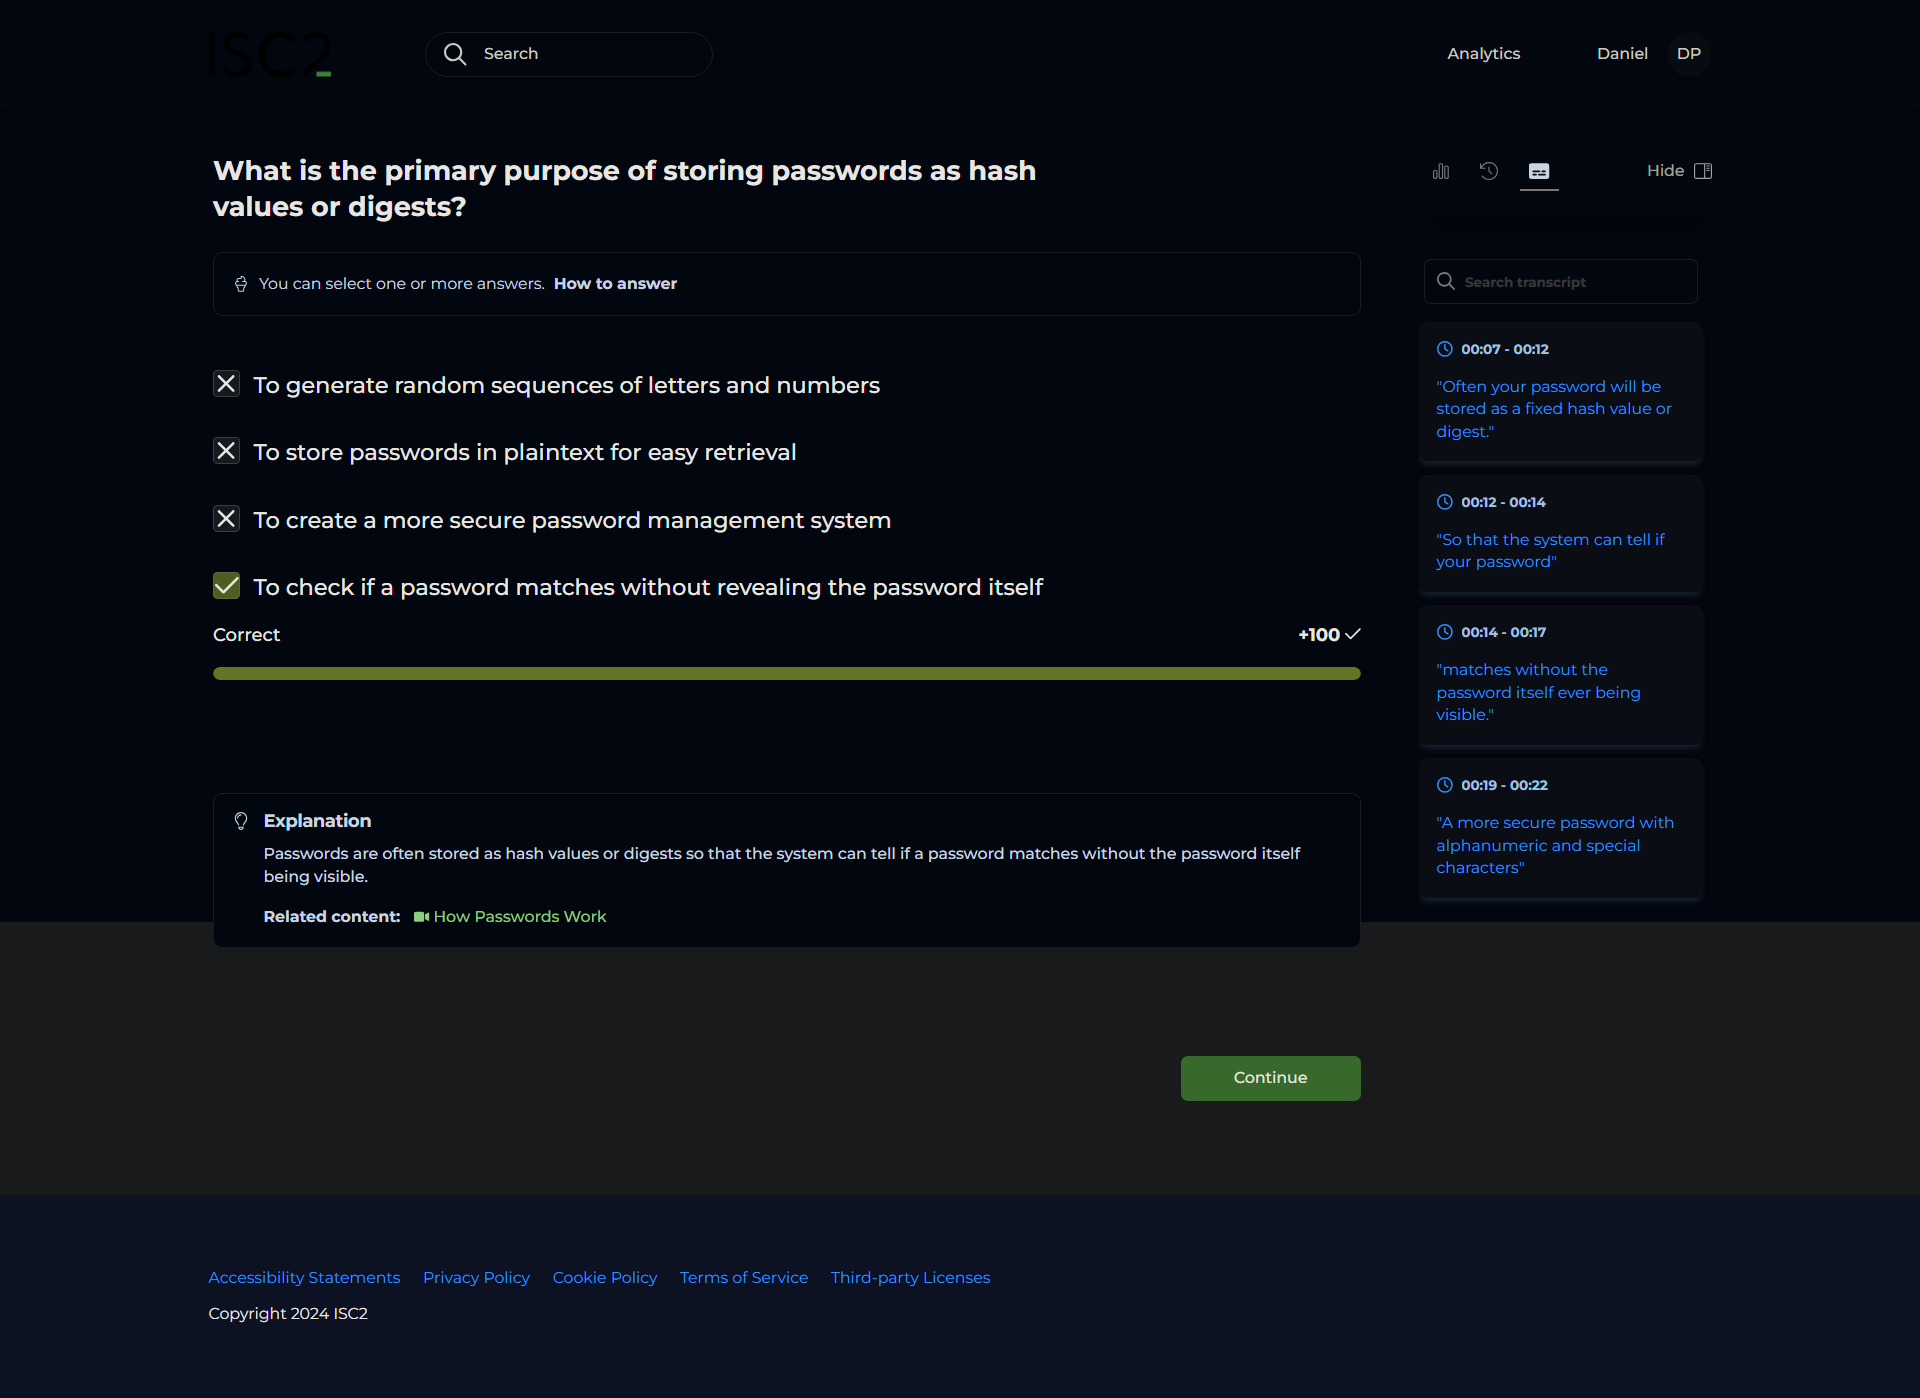 ISC2
Search
Analytics
Daniel
DP
What is the primary purpose of storing passwords as hash
values or digests?
Hide
You can select one or more answers. How to answer
To generate random sequences of letters and numbers
To store passwords in plaintext for easy retrieval
To create a more secure password management system
To check if a password matches without revealing the password itself
Correct
+100
Explanation
Passwords are often stored as hash values or digests so that the system can tell if a password matches without the password itself
being visible.
Related content: How Passwords Work
Search transcript
00:07 - 00:12
"Often your password will be
stored as a fixed hash value or
digest."
00:12 - 00:14
"So that the system can tell if
your password"
00:14 - 00:17
"matches without the
password itself ever being
visible."
00:19 - 00:22
"A more secure password with
alphanumeric and special
characters"
Continue
Accessibility Statements
Privacy Policy
Cookie Policy
Terms of Service
Third-party Licenses
Copyright 2024 ISC2